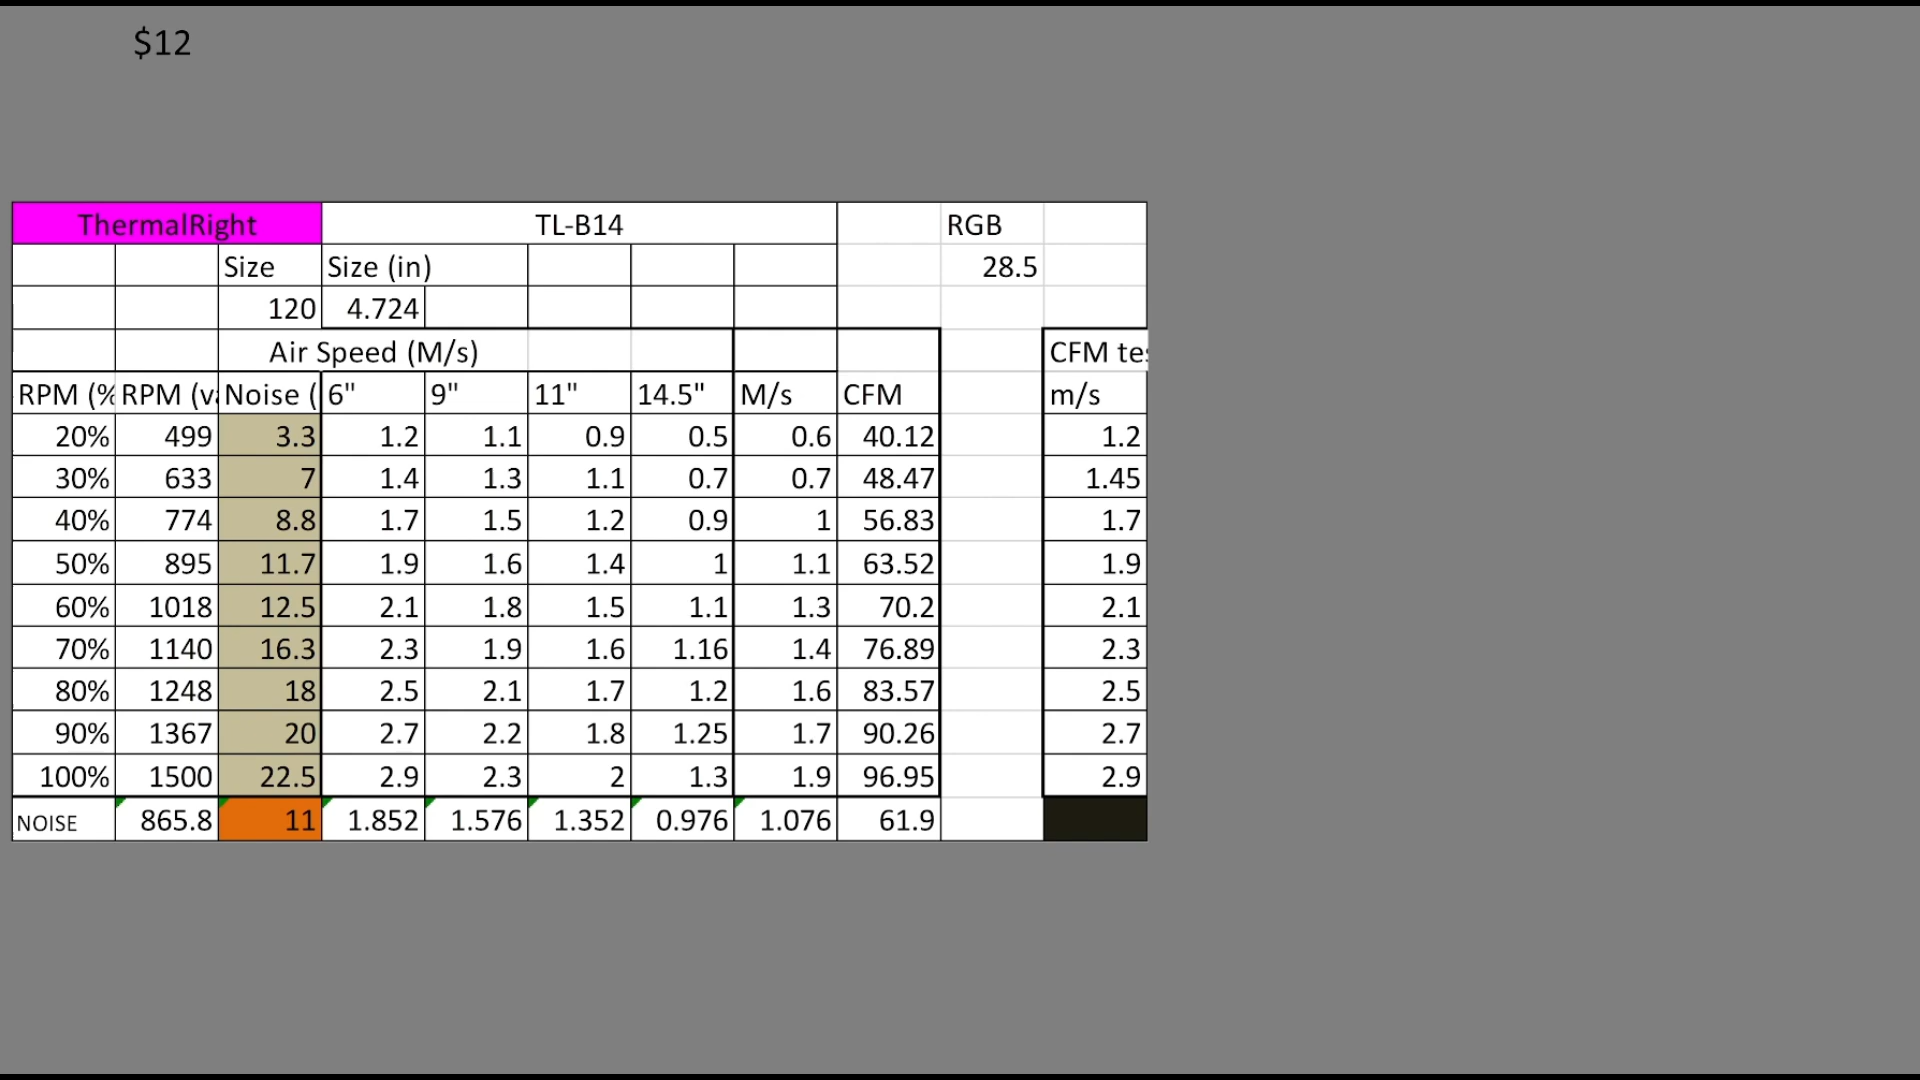 $12
ThermalRight TL-B14 RGB
Size Size (in) 28.5
120 4.724
Air Speed (M/s) CFM te
RPM (% RPM (va Noise ( 6" 9" 11" 14.5" M/s CFM m/s
20% 499 3.3 1.2 1.1 0.9 0.5 0.6 40.12 1.2
30% 633 7 1.4 1.3 1.1 0.7 0.7 48.47 1.45
40% 774 8.8 1.7 1.5 1.2 0.9 1 56.83 1.7
50% 895 11.7 1.9 1.6 1.4 1 1.1 63.52 1.9
60% 1018 12.5 2.1 1.8 1.5 1.1 1.3 70.2 2.1
70% 1140 16.3 2.3 1.9 1.6 1.16 1.4 76.89 2.3
80% 1248 18 2.5 2.1 1.7 1.2 1.6 83.57 2.5
90% 1367 20 2.7 2.2 1.8 1.25 1.7 90.26 2.7
100% 1500 22.5 2.9 2.3 2 1.3 1.9 96.95 2.9
NOISE 865.8 11 1.852 1.576 1.352 0.976 1.076 61.9